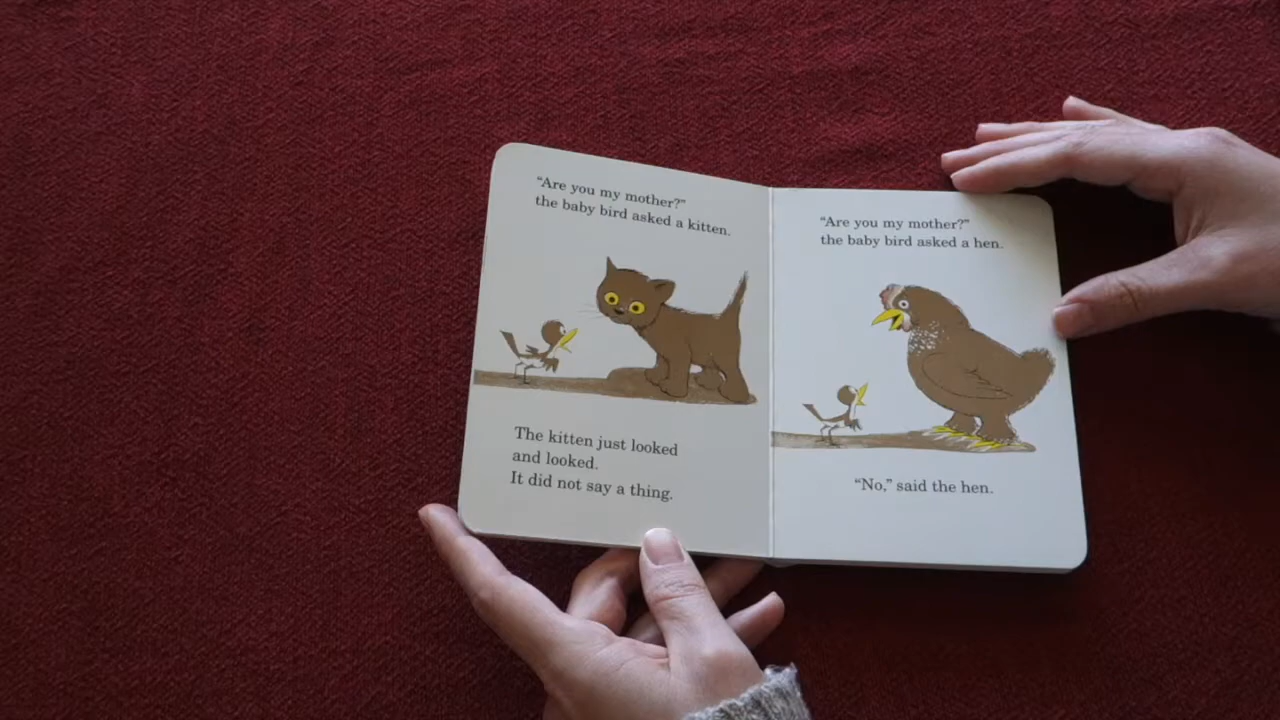 “Are you my mother?”
the baby bird asked a kitten.
The kitten just looked
and looked.
It did not say a thing.
“Are you my mother?”
the baby bird asked a hen.
“No,” said the hen.